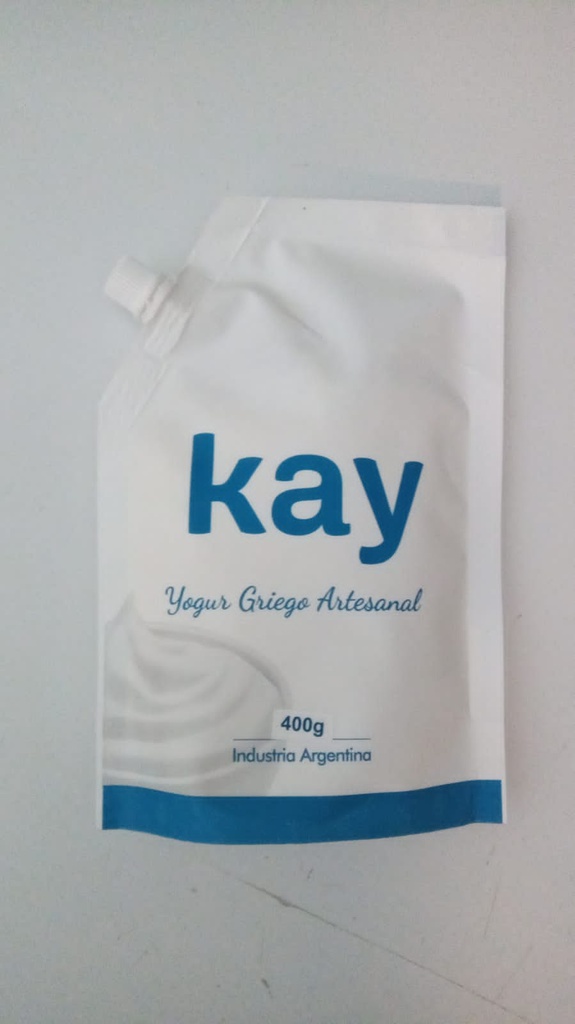 kay
Yogur Griego Artesanal
400g
Industria Argentina